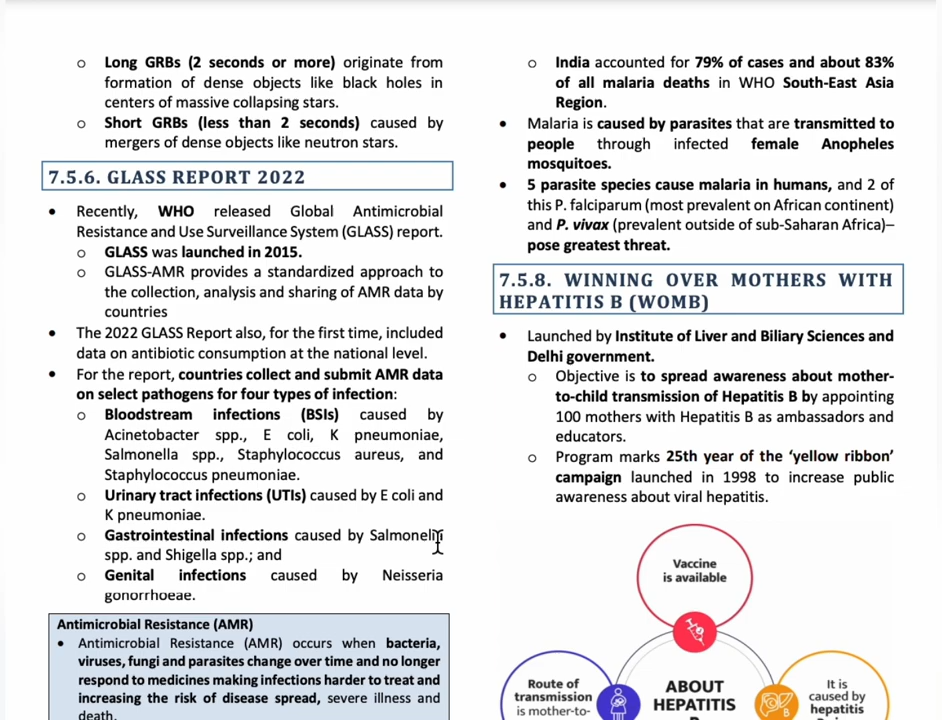 o Long GRBs (2 seconds or more) originate from
formation of dense objects like black holes in
centers of massive collapsing stars.
o Short GRBs (less than 2 seconds) caused by
mergers of dense objects like neutron stars.
7.5.6. GLASS REPORT 2022
• Recently, WHO released Global Antimicrobial
Resistance and Use Surveillance System (GLASS) report.
o GLASS was launched in 2015.
o GLASS-AMR provides a standardized approach to
the collection, analysis and sharing of AMR data by
countries
• The 2022 GLASS Report also, for the first time, included
data on antibiotic consumption at the national level.
• For the report, countries collect and submit AMR data
on select pathogens for four types of infection:
o Bloodstream infections (BSIs) caused by
Acinetobacter spp., E coli, K pneumoniae,
Salmonella spp., Staphylococcus aureus, and
Staphylococcus pneumoniae.
o Urinary tract infections (UTIs) caused by E coli and
K pneumoniae.
o Gastrointestinal infections caused by Salmonella
spp. and Shigella spp.; and
o Genital infections caused by Neisseria
gonorrhoeae.
Antimicrobial Resistance (AMR)
• Antimicrobial Resistance (AMR) occurs when bacteria,
viruses, fungi and parasites change over time and no longer
respond to medicines making infections harder to treat and
increasing the risk of disease spread, severe illness and
death.
o India accounted for 79% of cases and about 83%
of all malaria deaths in WHO South-East Asia
Region.
• Malaria is caused by parasites that are transmitted to
people through infected female Anopheles
mosquitoes.
• 5 parasite species cause malaria in humans, and 2 of
this P. falciparum (most prevalent on African continent)
and P. vivax (prevalent outside of sub-Saharan Africa)–
pose greatest threat.
7.5.8. WINNING OVER MOTHERS WITH
HEPATITIS B (WOMB)
• Launched by Institute of Liver and Biliary Sciences and
Delhi government.
o Objective is to spread awareness about mother-
to-child transmission of Hepatitis B by appointing
100 mothers with Hepatitis B as ambassadors and
educators.
o Program marks 25th year of the ‘yellow ribbon’
campaign launched in 1998 to increase public
awareness about viral hepatitis.
Vaccine
is available
Route of
transmission
is mother-to-
ABOUT
HEPATITIS
B
It is
caused by
hepatitis